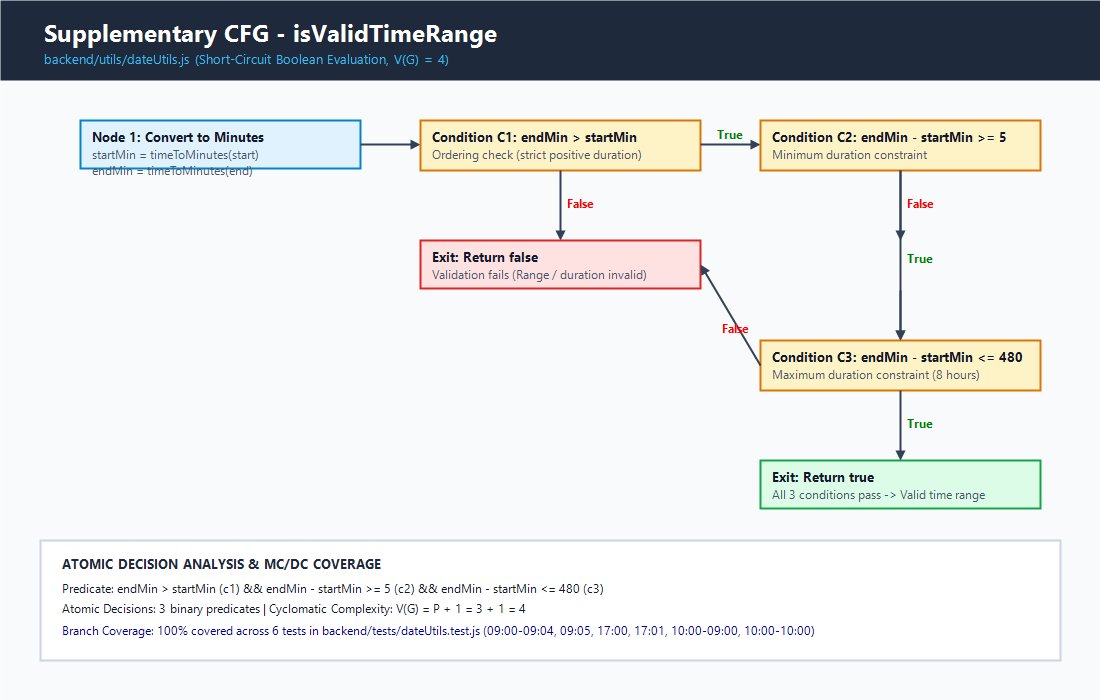 Supplementary CFG - isValidTimeRange
backend/utils/dateUtils.js (Short-Circuit Boolean Evaluation, V(G) = 4)
Node 1: Convert to Minutes
startMin = timeToMinutes(start)
endMin = timeToMinutes(end)
Condition C1: endMin > startMin
Ordering check (strict positive duration)
True
Condition C2: endMin - startMin >= 5
Minimum duration constraint
False
False
Exit: Return false
Validation fails (Range / duration invalid)
True
False
Condition C3: endMin - startMin <= 480
Maximum duration constraint (8 hours)
True
Exit: Return true
All 3 conditions pass -> Valid time range
ATOMIC DECISION ANALYSIS & MC/DC COVERAGE
Predicate: endMin > startMin (c1) && endMin - startMin >= 5 (c2) && endMin - startMin <= 480 (c3)
Atomic Decisions: 3 binary predicates | Cyclomatic Complexity: V(G) = P + 1 = 3 + 1 = 4
Branch Coverage: 100% covered across 6 tests in backend/tests/dateUtils.test.js (09:00-09:04, 09:05, 17:00, 17:01, 10:00-09:00, 10:00-10:00)